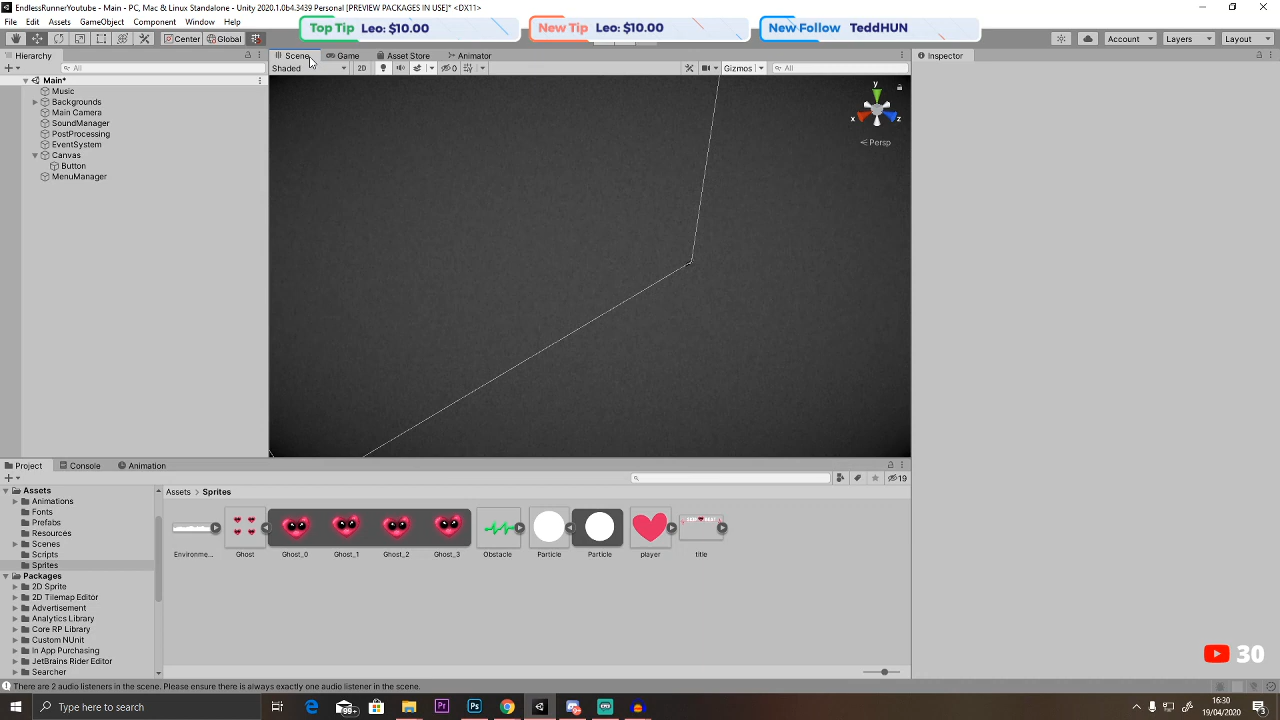 EndlessRunnerYoutube - Main - PC, Mac & Linux Standalone - Unity 2020.1.0b4.3439 Personal [PREVIEW PACKAGES IN USE]* <DX11>
File Assets Component
Top Tip Leo: $10.00
New Tip Leo: $10.00
New Follow TeddHUN
Center Global Account Layers Layout
Hierarchy Scene Game Asset Store Animator Inspector
All
Shaded 2D 0 Gizmos All
Main*
Music
Backgrounds
Main Camera
SoundManager
PostProcessing
EventSystem
Canvas
Button
MenuManager
y
x z
Persp
Project Console Animation
19
Assets
Animations
Fonts
Prefabs
Resources
Scenes
Scripts
Sprites
Packages
2D Sprite
2D Tilemap Editor
Advertisement
Analytics Library
Core RP Library
Custom NUnit
In App Purchasing
JetBrains Rider Editor
Searcher
Assets > Sprites
Environme...
Ghost
Ghost_0
Ghost_1
Ghost_2
Ghost_3
Obstacle
Particle
Particle
player
title
30
There are 2 audio listeners in the scene. Please ensure there is always exactly one audio listener in the scene.
Type here to search
99+
Pr
Ps
16:30
19/04/2020